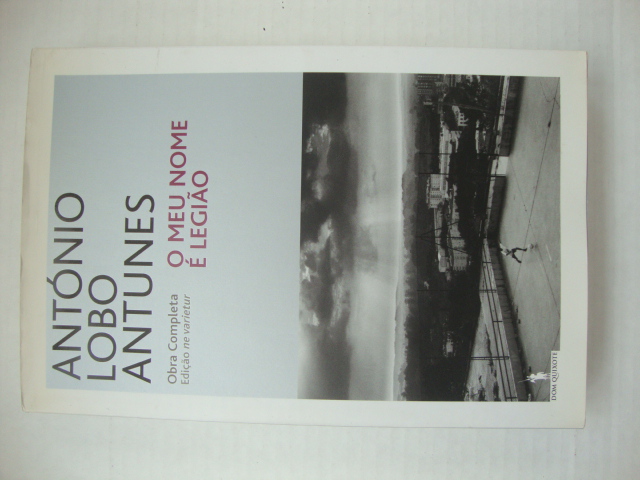 ANTÓNIO
LOBO
ANTUNES
Obra Completa
Edição ne varietur
O MEU NOME
É LEGIÃO
DOM QUIXOTE